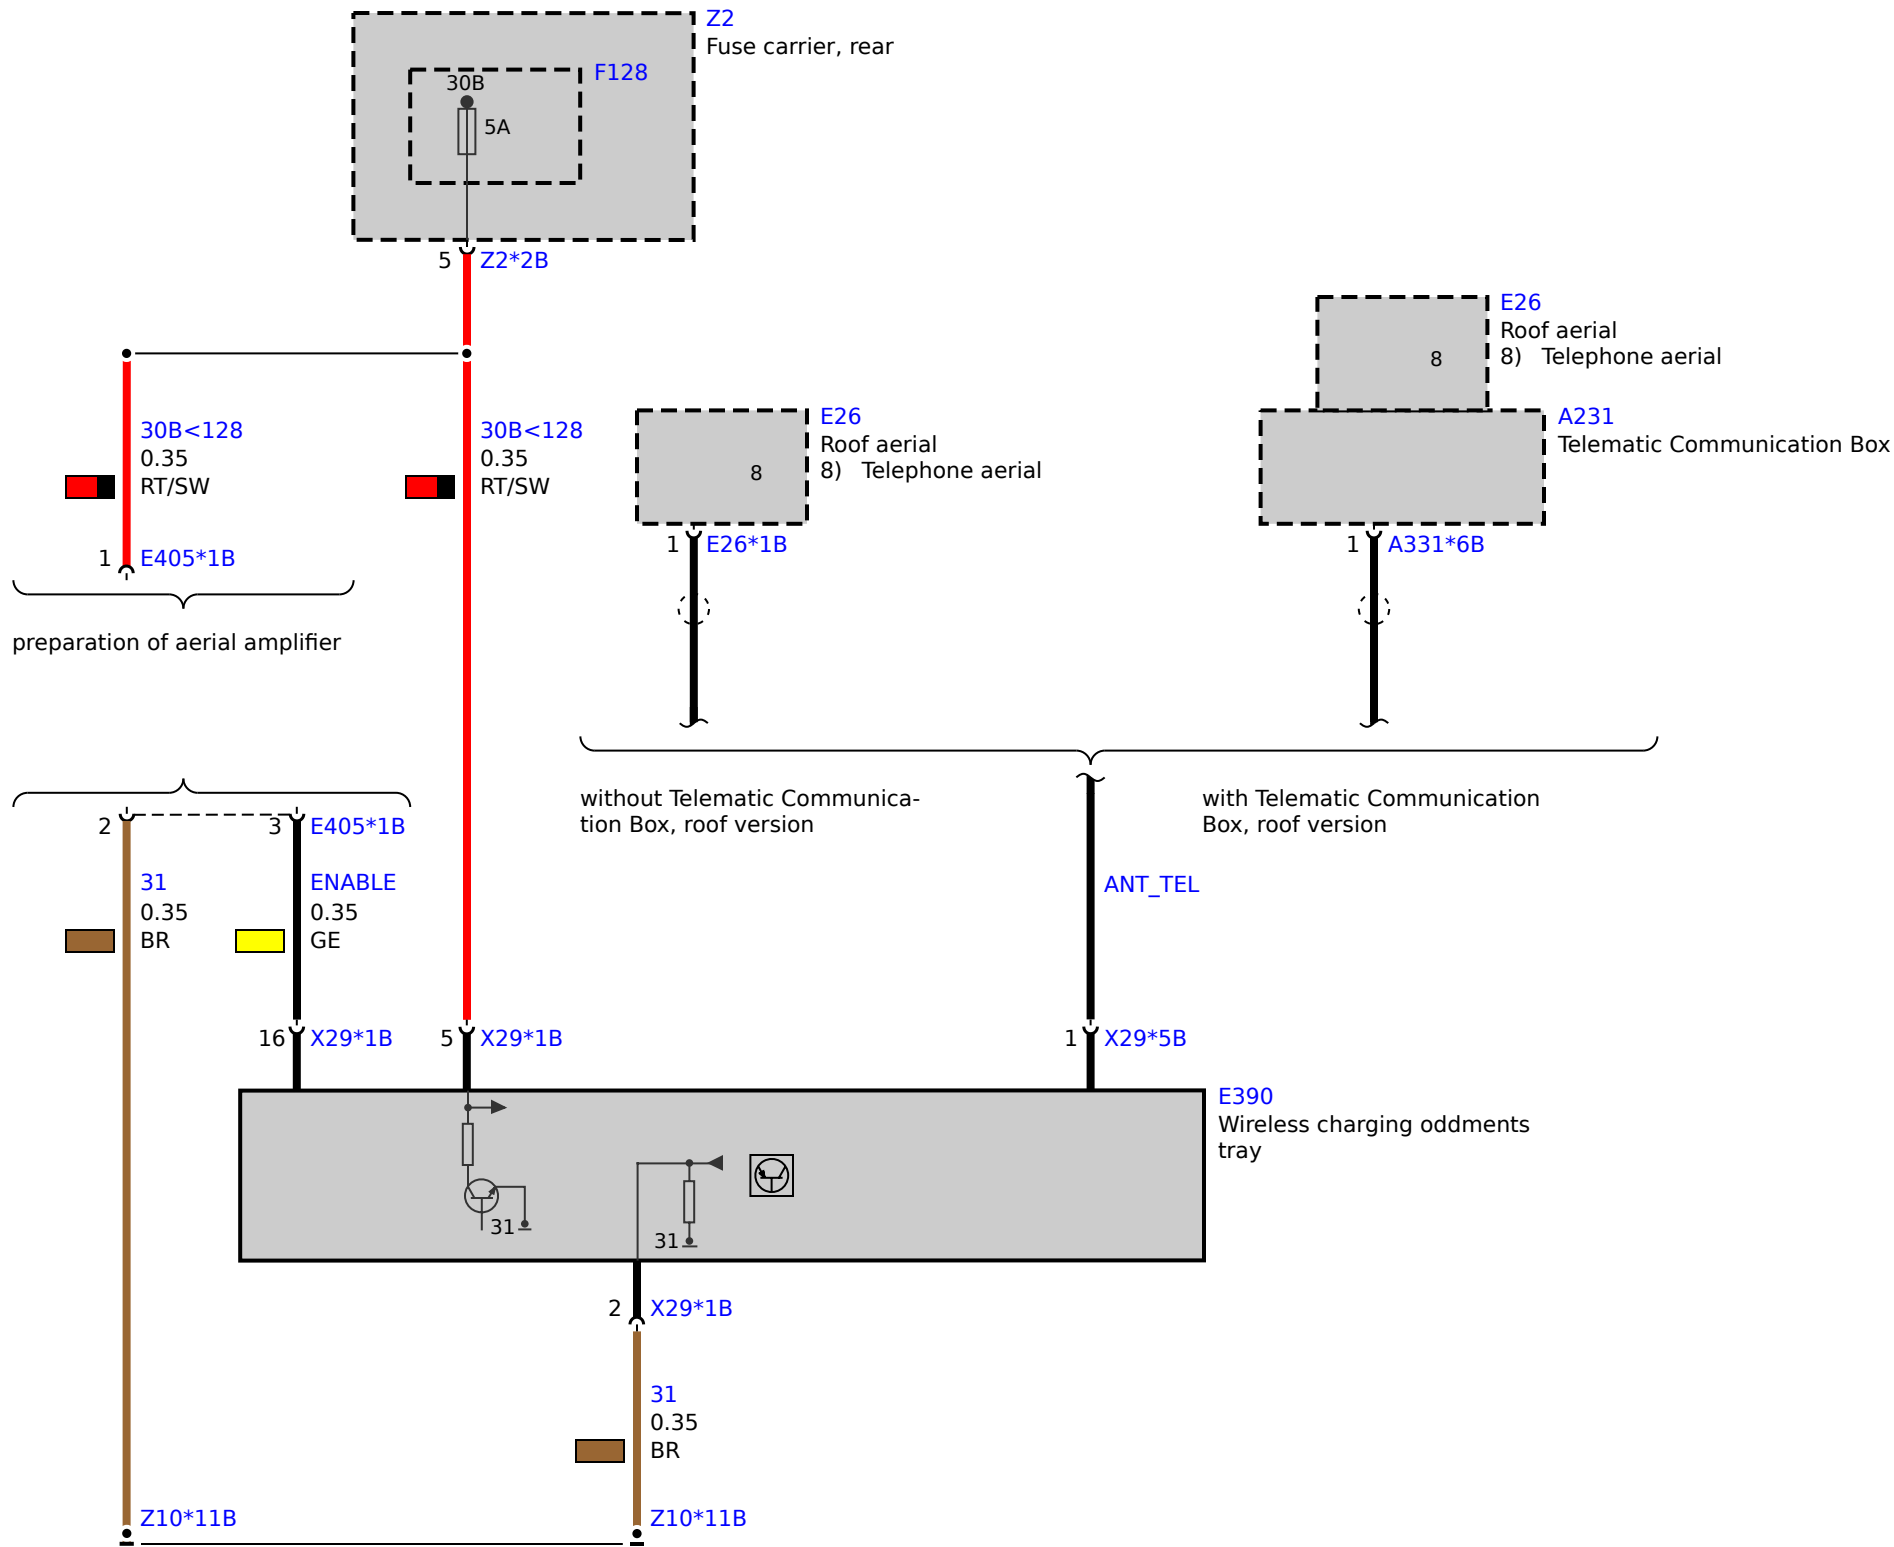 Z2
Fuse carrier, rear
F128
30B
5A
5 Z2*2B
E26
Roof aerial
8) Telephone aerial
8
30B<128
0.35
RT/SW
30B<128
0.35
RT/SW
E26
Roof aerial
8) Telephone aerial
8
A231
Telematic Communication Box
1 E405*1B
1 E26*1B
1 A331*6B
preparation of aerial amplifier
without Telematic Communica-
tion Box, roof version
with Telematic Communication
Box, roof version
2
3 E405*1B
31
0.35
BR
ENABLE
0.35
GE
ANT_TEL
16 X29*1B
5 X29*1B
1 X29*5B
E390
Wireless charging oddments
tray
31
31
2 X29*1B
31
0.35
BR
Z10*11B
Z10*11B